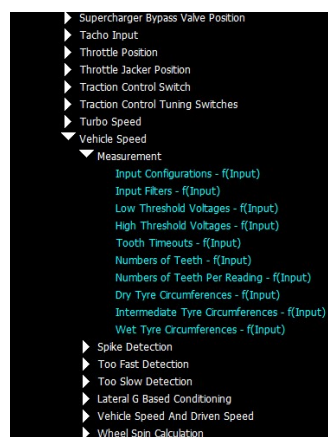 Supercharger Bypass Valve Position
Tacho Input
Throttle Position
Throttle Jacker Position
Traction Control Switch
Traction Control Tuning Switches
Turbo Speed
Vehicle Speed
Measurement
Input Configurations - f(Input)
Input Filters - f(Input)
Low Threshold Voltages - f(Input)
High Threshold Voltages - f(Input)
Tooth Timeouts - f(Input)
Numbers of Teeth - f(Input)
Numbers of Teeth Per Reading - f(Input)
Dry Tyre Circumferences - f(Input)
Intermediate Tyre Circumferences - f(Input)
Wet Tyre Circumferences - f(Input)
Spike Detection
Too Fast Detection
Too Slow Detection
Lateral G Based Conditioning
Vehicle Speed And Driven Speed
Wheel Spin Calculation